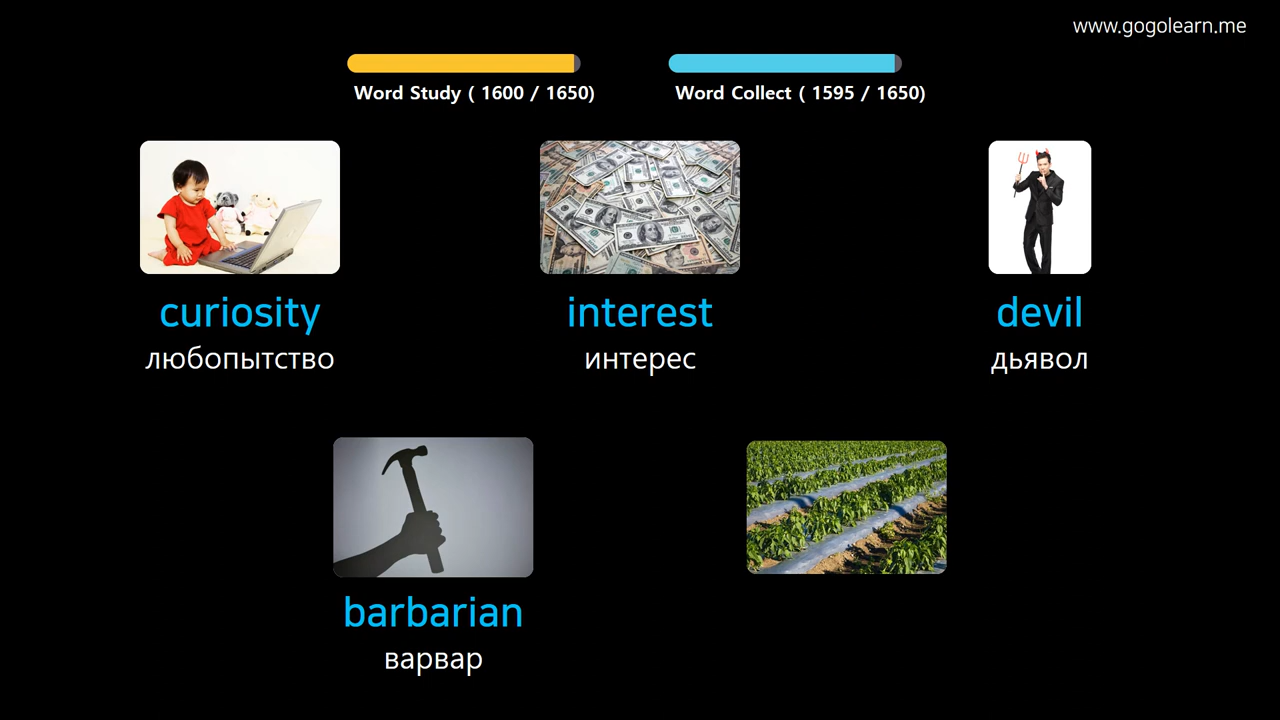 www.gogolearn.me
Word Study ( 1600 / 1650)
Word Collect ( 1595 / 1650)
curiosity
любопытство
interest
интерес
devil
дьявол
barbarian
варвар